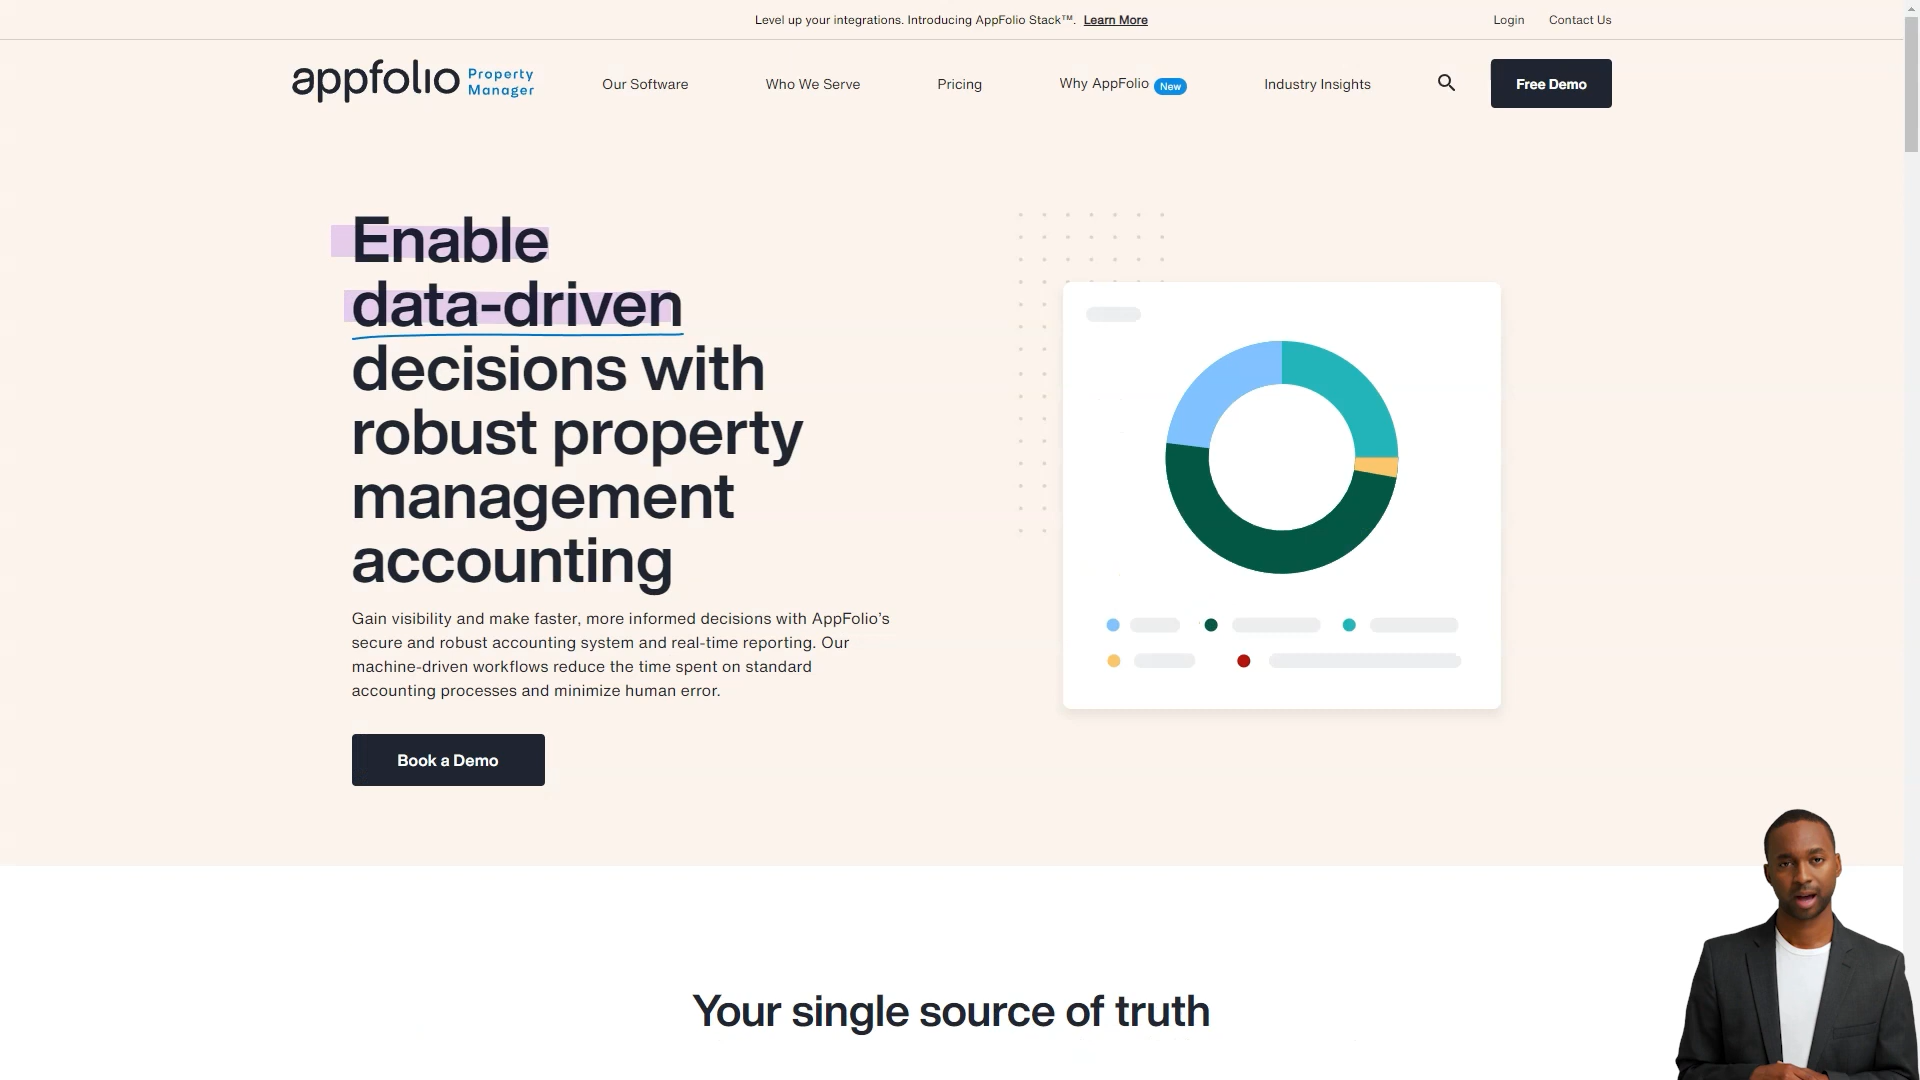 Level up your integrations. Introducing AppFolio Stack™. Learn More
Login Contact Us
appfolio Property Manager
Our Software Who We Serve Pricing Why AppFolio New Industry Insights Free Demo
Enable
data-driven
decisions with
robust property
management
accounting
Gain visibility and make faster, more informed decisions with AppFolio’s
secure and robust accounting system and real-time reporting. Our
machine-driven workflows reduce the time spent on standard
accounting processes and minimize human error.
Book a Demo
Your single source of truth